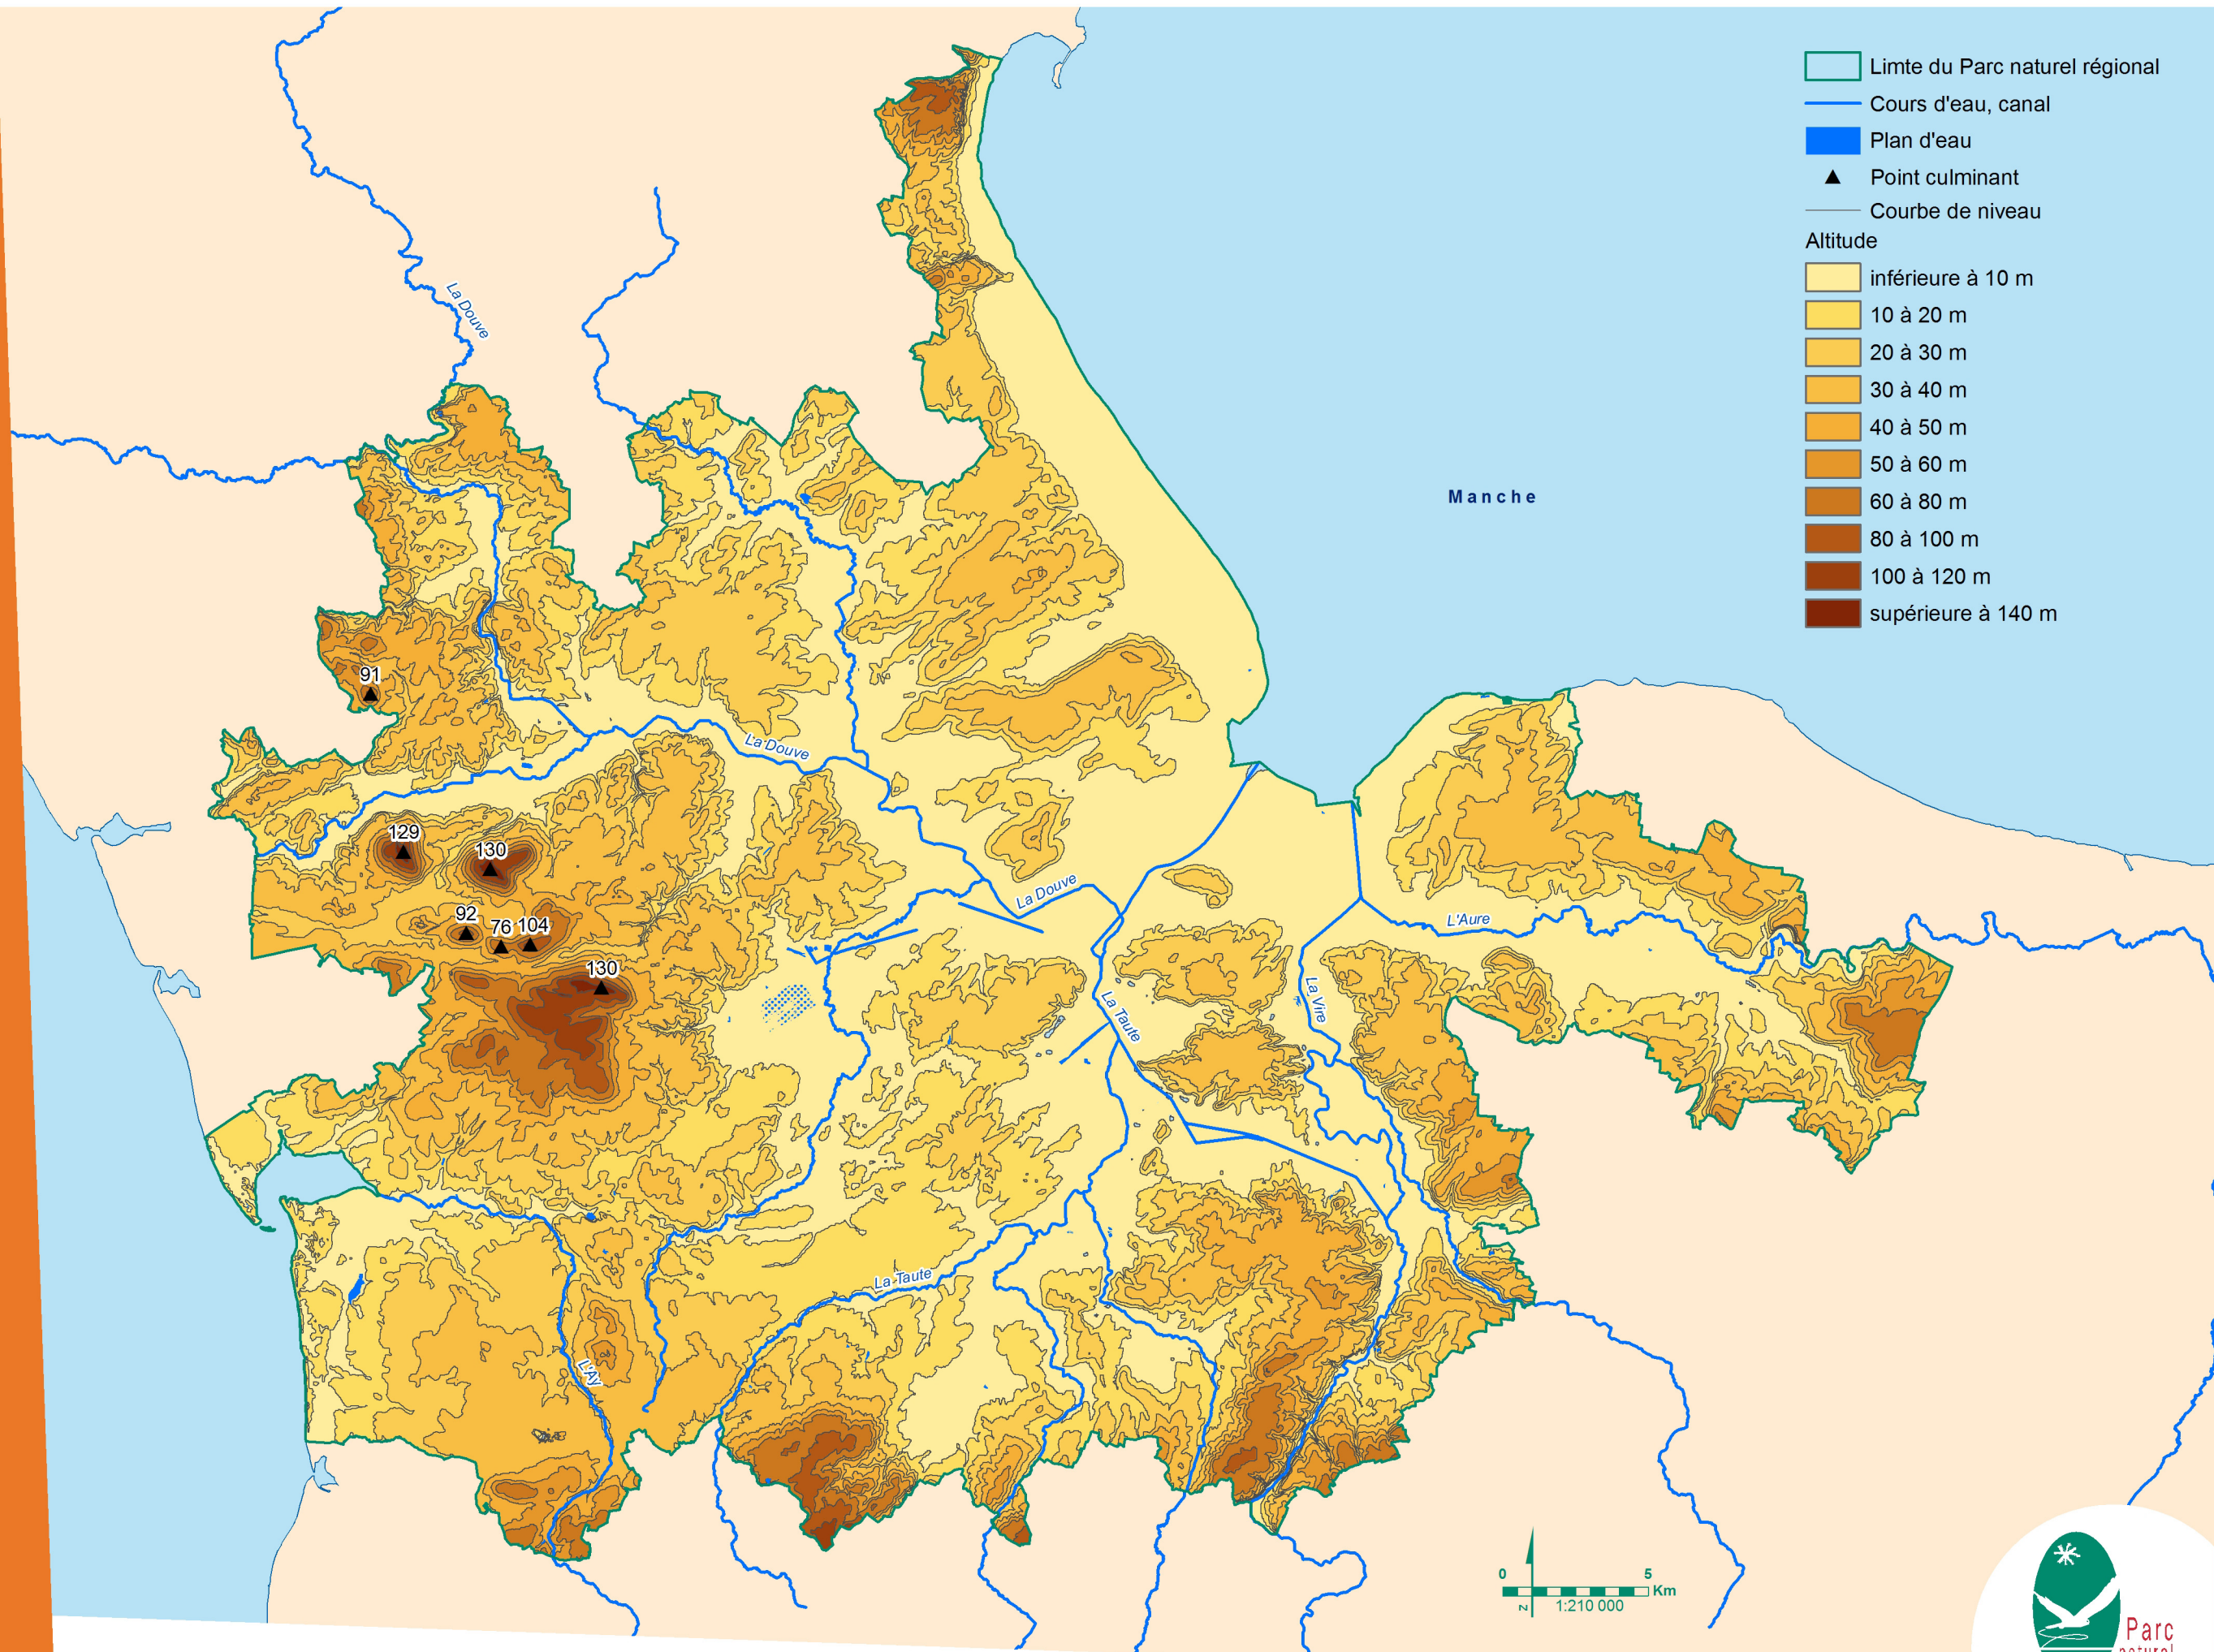 Limte du Parc naturel régional
Cours d'eau, canal
Plan d'eau
Point culminant
Courbe de niveau
Altitude
inférieure à 10 m
10 à 20 m
20 à 30 m
30 à 40 m
40 à 50 m
50 à 60 m
60 à 80 m
80 à 100 m
100 à 120 m
supérieure à 140 m
La Douve
Manche
91
La Douve
129
130
92
76
104
130
La Douve
L'Aure
La Vire
La Taute
La Taute
L'Ay
0 5
Km
z
1:210 000
Parc